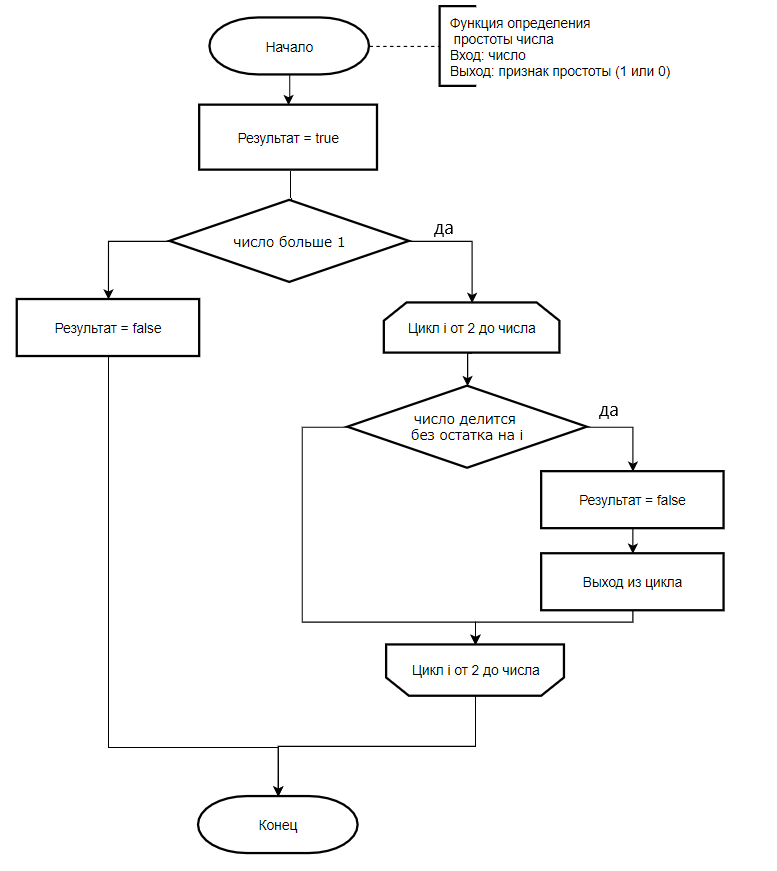 Начало
Функция определения
простоты числа
Вход: число
Выход: признак простоты (1 или 0)
Результат = true
число больше 1
да
Результат = false
Цикл i от 2 до числа
число делится
без остатка на i
да
Результат = false
Выход из цикла
Цикл i от 2 до числа
Конец